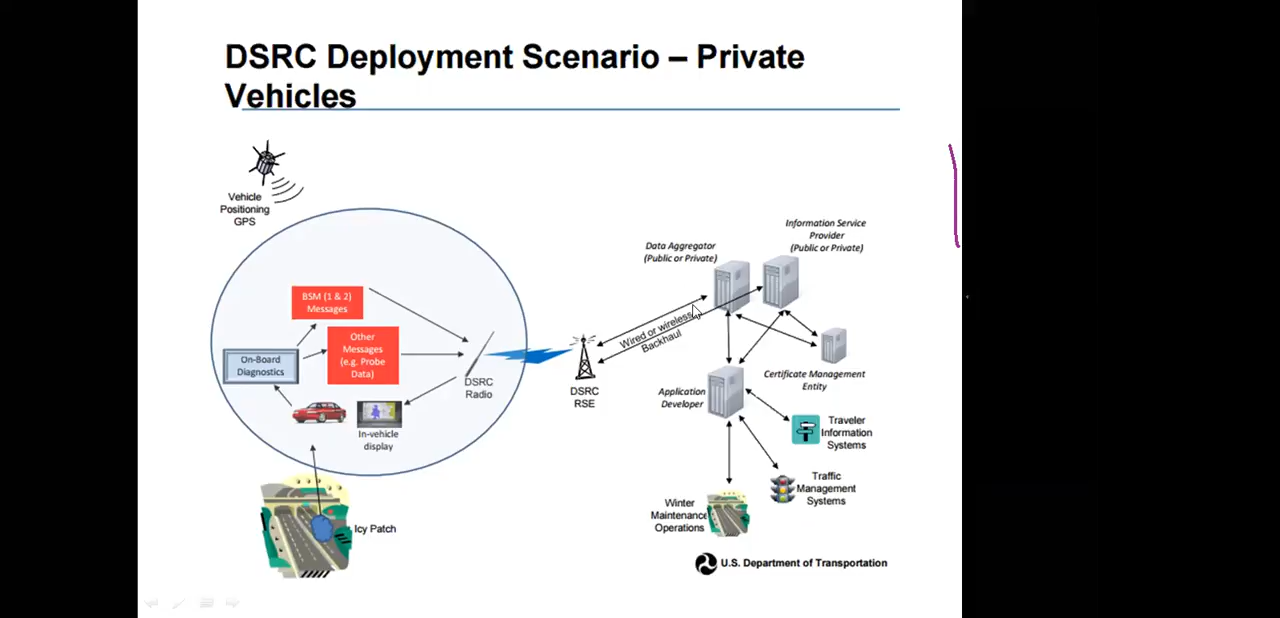 DSRC Deployment Scenario – Private
Vehicles
Vehicle
Positioning
GPS
BSM (1 & 2)
Messages
Other
Messages
(e.g. Probe
Data)
On-Board
Diagnostics
DSRC
Radio
In-vehicle
display
Icy Patch
DSRC
RSE
Wired or wireless
Backhaul
Data Aggregator
(Public or Private)
Information Service
Provider
(Public or Private)
Certificate Management
Entity
Application
Developer
Traveler
Information
Systems
Traffic
Management
Systems
Winter
Maintenance
Operations
U.S. Department of Transportation